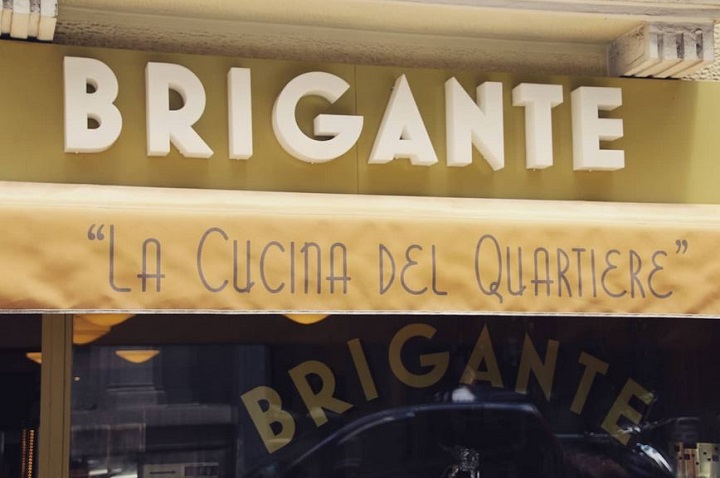 BRIGANTE
“LA CUCINA DEL QUARTIERE”
BRIGANTE